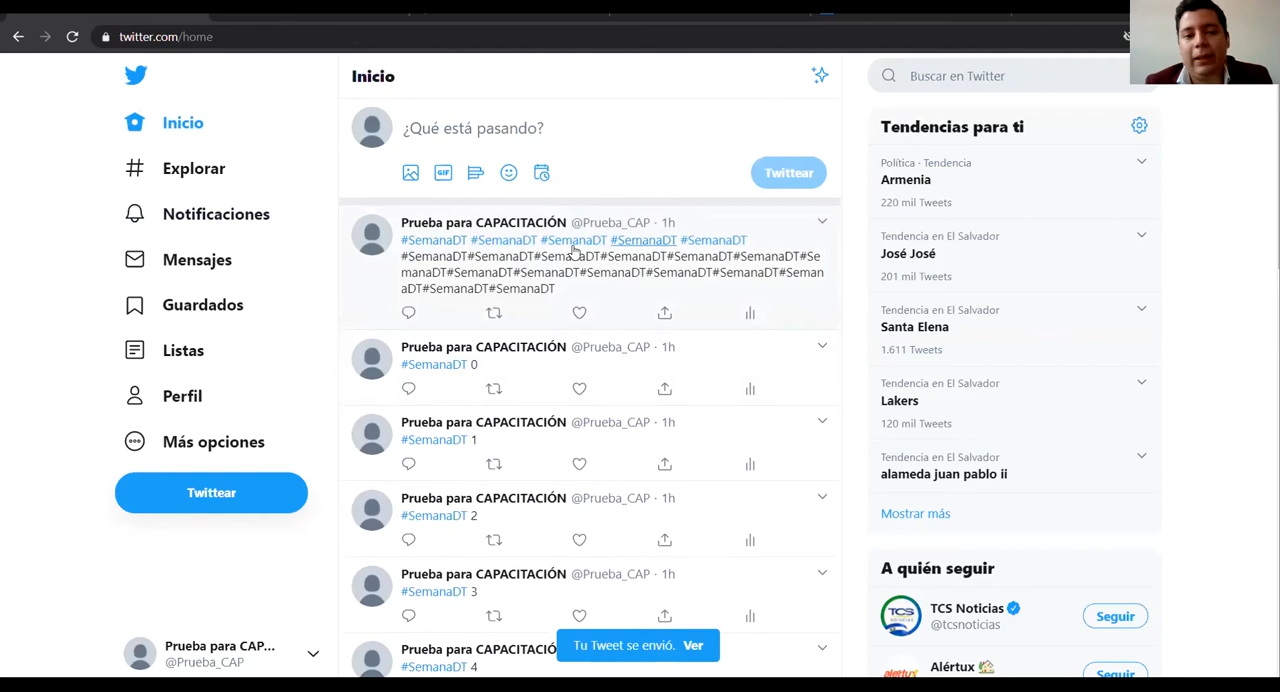 twitter.com/home
Inicio
Explorar
Notificaciones
Mensajes
Guardados
Listas
Perfil
Más opciones
Twittear
Prueba para CAP...
@Prueba_CAP
Inicio
¿Qué está pasando?
GIF
Twittear
Prueba para CAPACITACIÓN @Prueba_CAP · 1h
#SemanaDT #SemanaDT #SemanaDT #SemanaDT #SemanaDT
#SemanaDT#SemanaDT#SemanaDT#SemanaDT#SemanaDT#SemanaDT#Se
manaDT#SemanaDT#SemanaDT#SemanaDT#SemanaDT#SemanaDT#Seman
aDT#SemanaDT#SemanaDT
Prueba para CAPACITACIÓN @Prueba_CAP · 1h
#SemanaDT 0
Prueba para CAPACITACIÓN @Prueba_CAP · 1h
#SemanaDT 1
Prueba para CAPACITACIÓN @Prueba_CAP · 1h
#SemanaDT 2
Prueba para CAPACITACIÓN @Prueba_CAP · 1h
#SemanaDT 3
Prueba para CAPACITACIÓ
#SemanaDT 4
Tu Tweet se envió. Ver
Buscar en Twitter
Tendencias para ti
Política · Tendencia
Armenia
220 mil Tweets
Tendencia en El Salvador
José José
201 mil Tweets
Tendencia en El Salvador
Santa Elena
1.611 Tweets
Tendencia en El Salvador
Lakers
120 mil Tweets
Tendencia en El Salvador
alameda juan pablo ii
Mostrar más
A quién seguir
TCS NOTICIAS
TCS Noticias
@tcsnoticias
Seguir
alértux
Alértux
Seguir